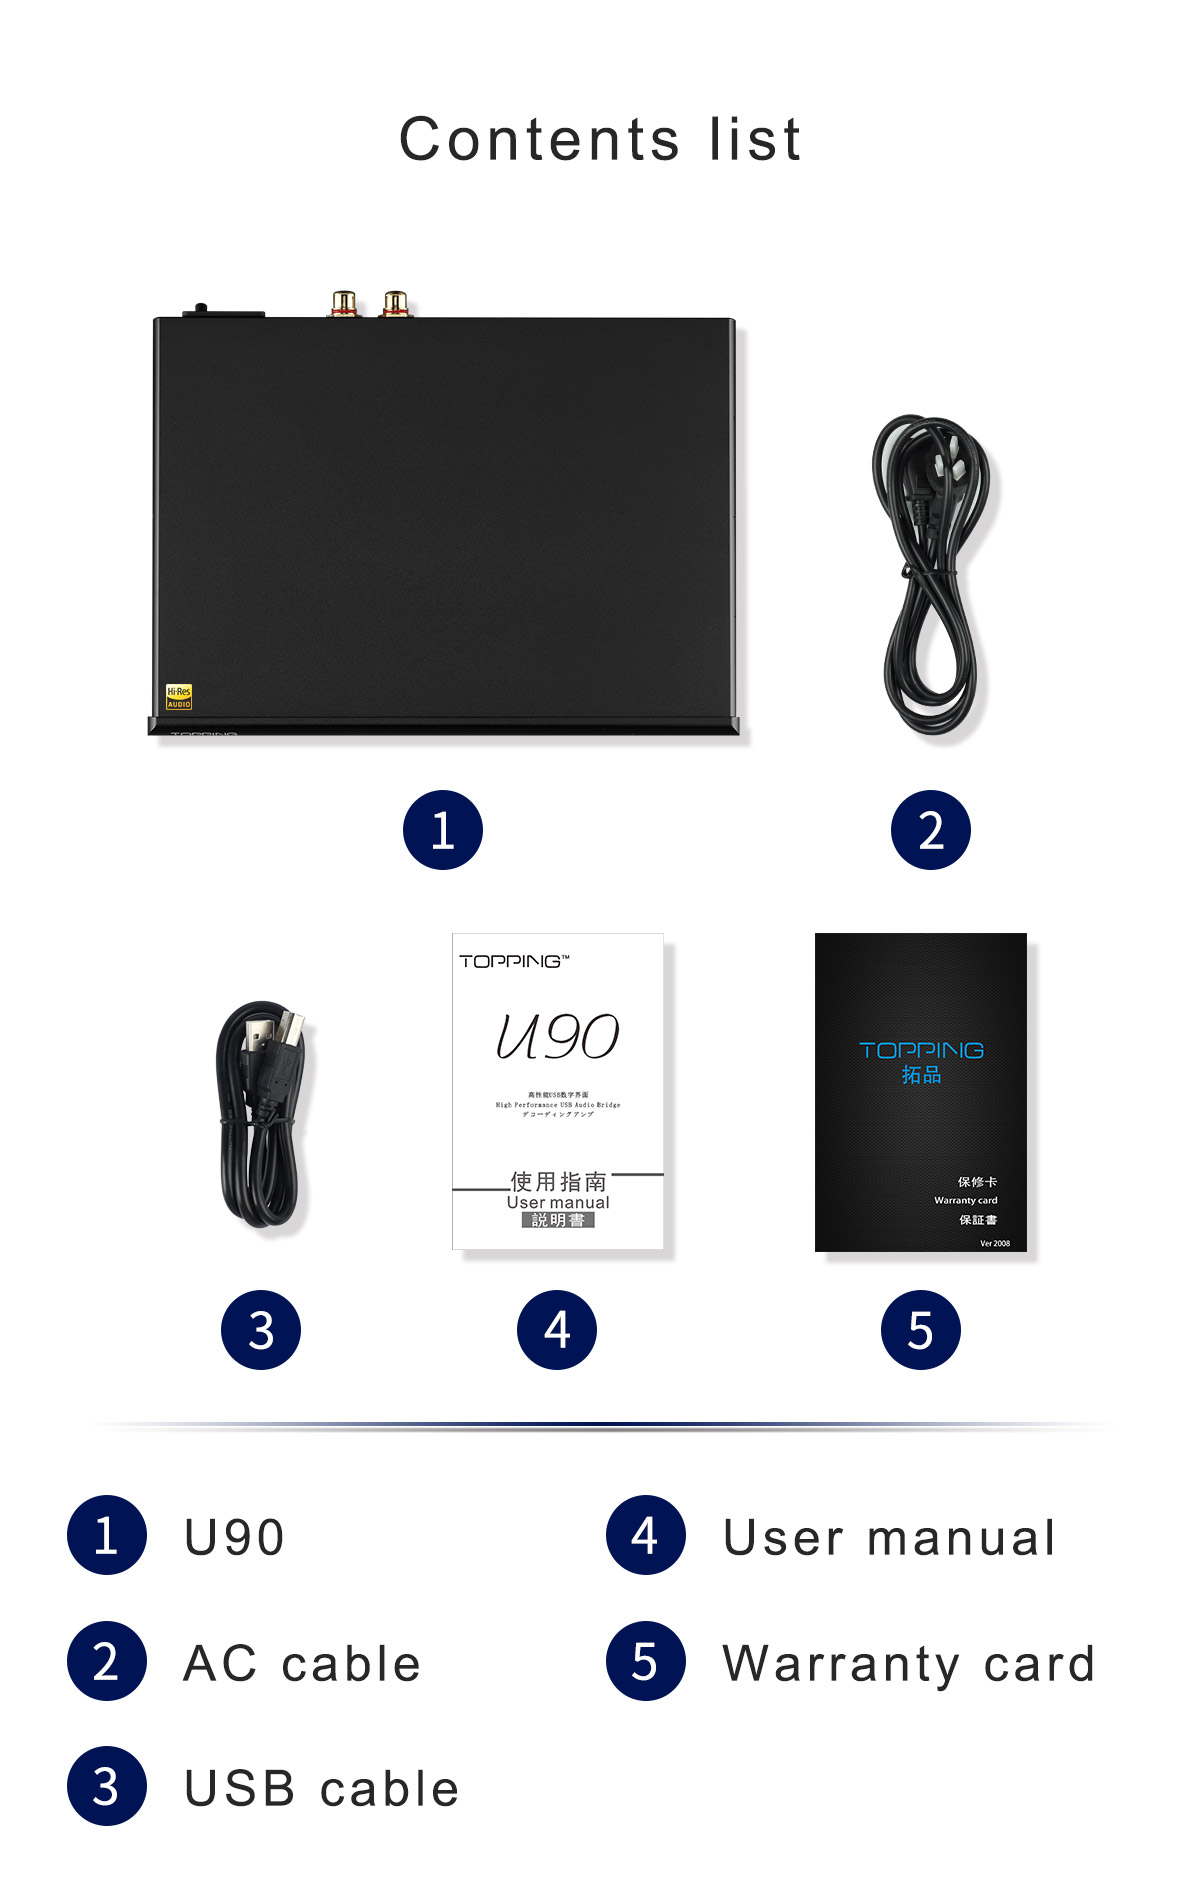 Contents list
Hi-Res
AUDIO
TOPPING
1
2
TOPPING™
U90
高性能USB数字界面
High Performance USB Audio Bridge
デコーディングアンプ
使用指南
User manual
説明書
TOPPING
拓品
保修卡
Warranty card
保証書
Ver 2008
3
4
5
1 U90
4 User manual
2 AC cable
5 Warranty card
3 USB cable